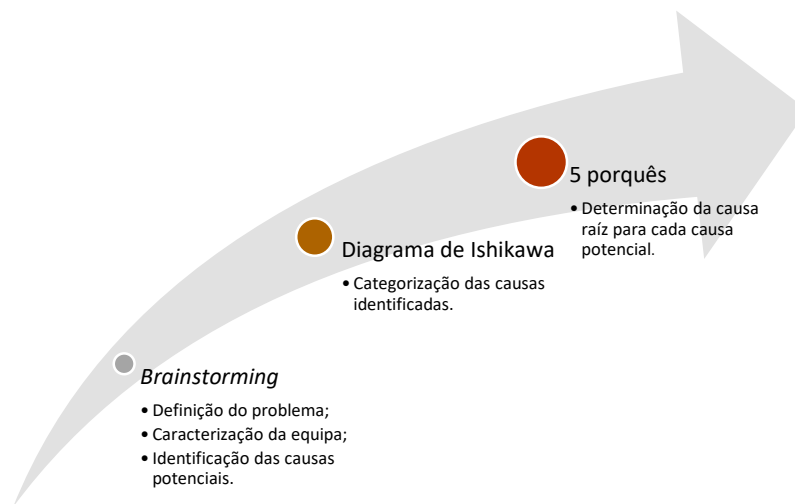 Brainstorming
• Definição do problema;
• Caracterização da equipa;
• Identificação das causas
potenciais.
Diagrama de Ishikawa
• Categorização das causas
identificadas.
5 porquês
• Determinação da causa
raíz para cada causa
potencial.